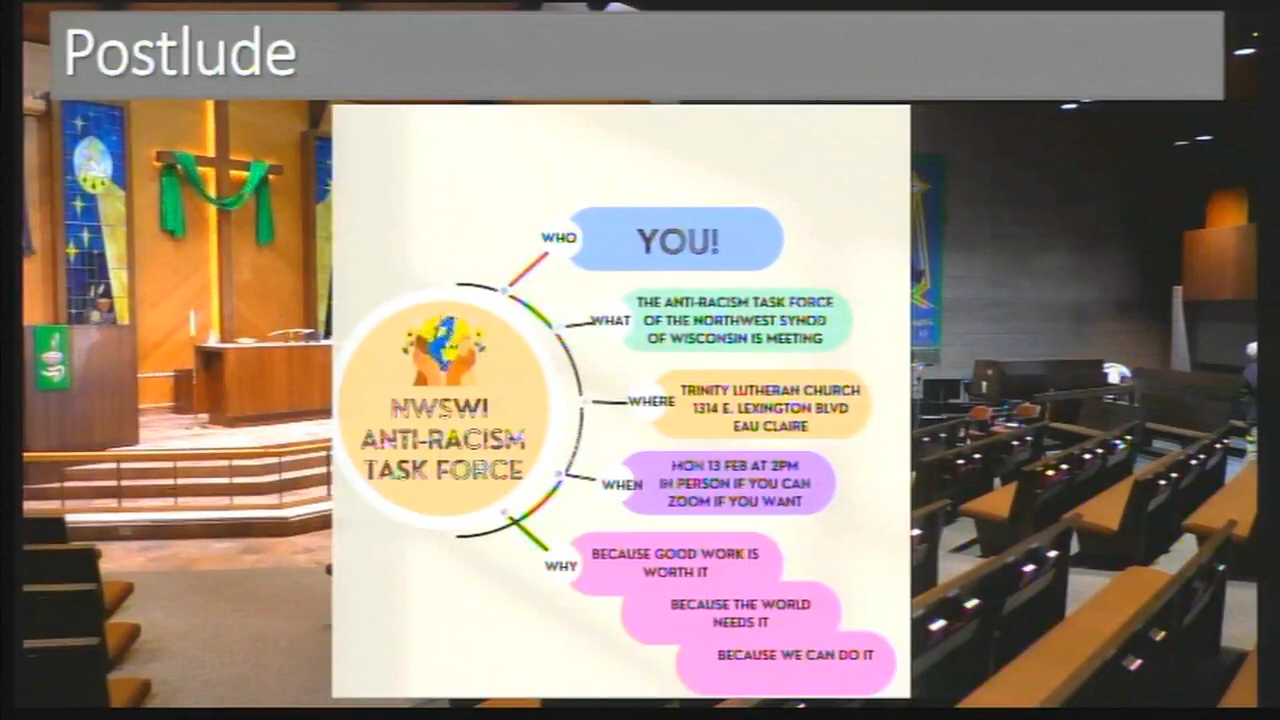 Postlude
WHO
YOU!
WHAT
THE ANTI-RACISM TASK FORCE
OF THE NORTHWEST SYNOD
OF WISCONSIN IS MEETING
WHERE
TRINITY LUTHERAN CHURCH
1314 E. LEXINGTON BLVD
EAU CLAIRE
NWSWI
ANTI-RACISM
TASK FORCE
WHEN
MON 13 FEB AT 2PM
IN PERSON IF YOU CAN
ZOOM IF YOU WANT
WHY
BECAUSE GOOD WORK IS
WORTH IT
BECAUSE THE WORLD
NEEDS IT
BECAUSE WE CAN DO IT